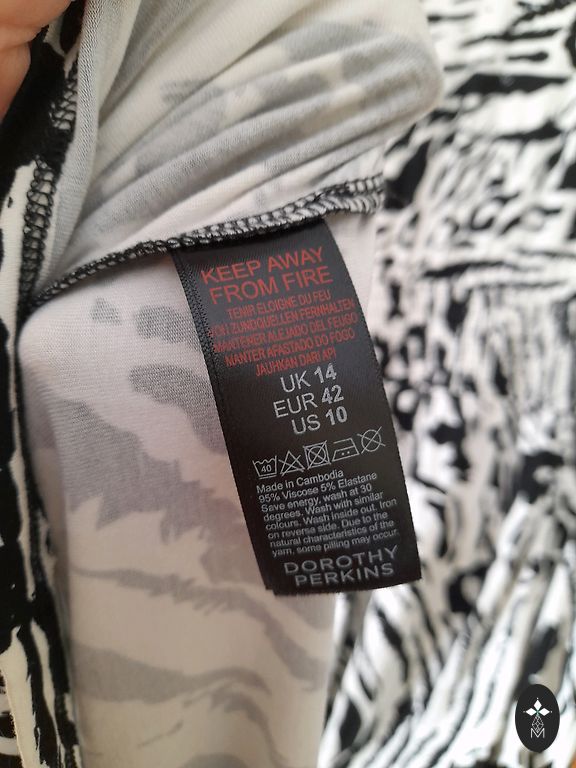 KEEP AWAY
FROM FIRE
TENIR ELOIGNE DU FEU
VON ZUNDQUELLEN FERNHALTEN
MANTENER ALEJADO DEL FEUGO
MANTER AFASTADO DO FOGO
JAUHKAN DARI API
UK 14
EUR 42
US 10
40
Made in Cambodia
95% Viscose 5% Elastane
Save energy, wash at 30
degrees. Wash with similar
colours. Wash inside out. Iron
on reverse side. Due to the
natural characteristics of the
yarn, some pilling may occur.
DOROTHY
PERKINS
M